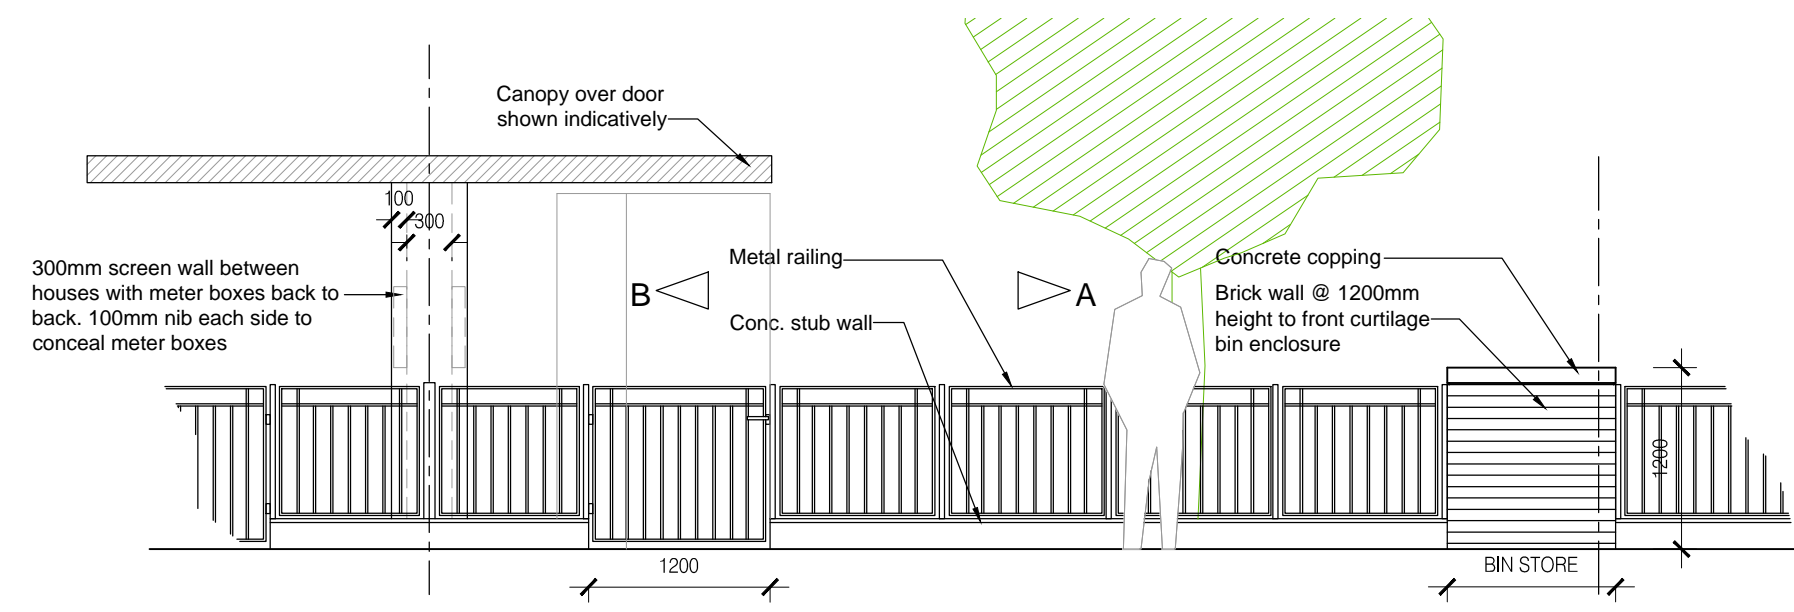 Canopy over door
shown indicatively
100
300
300mm screen wall between
houses with meter boxes back to
back. 100mm nib each side to
conceal meter boxes
Metal railing
B
A
Conc. stub wall
Concrete copping
Brick wall @ 1200mm
height to front curtilage
bin enclosure
1200
1200
BIN STORE